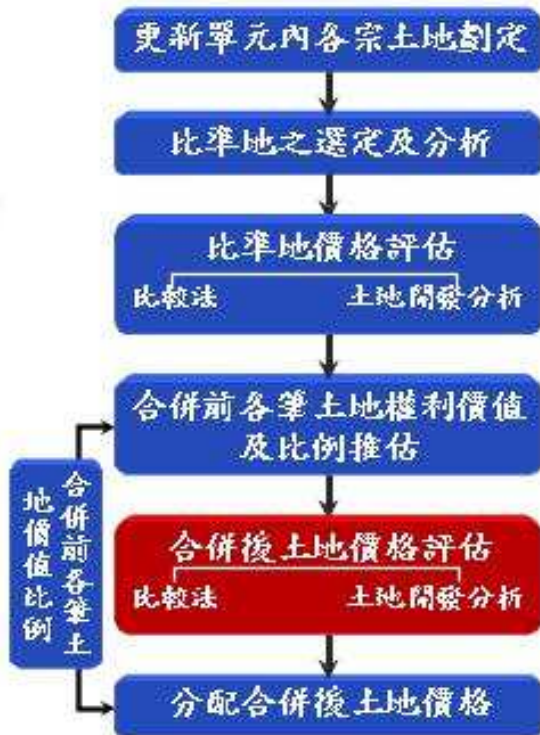 更新單元內各宗土地劃定
比準地之選定及分析
比準地價格評估
比較法 土地開發分析
合併前各筆土地權利價值
及比例推估
合併前各筆土
地價值比例
合併後土地價格評估
比較法 土地開發分析
分配合併後土地價格